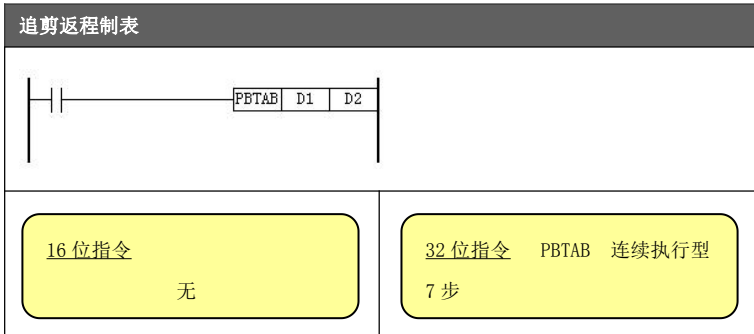 追剪返程制表
PBTAB D1 D2
16 位指令
无
32 位指令 PBTAB 连续执行型
7 步